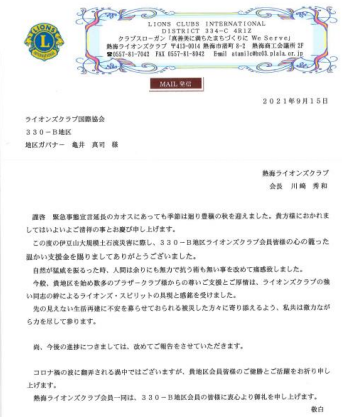 LIONS CLUBS INTERNATIONAL
DISTRICT 334-C 4R1Z
クラブスローガン「真善美に満ちたまちづくりに We Serve」
熱海ライオンズクラブ 〒413-0014 熱海市渚町8-2 熱海商工会議所2F
☎0557-81-7042 FAX 0557-81-8642 E-mail
MAIL 発信
2021年9月15日
ライオンズクラブ国際協会
330-B地区
地区ガバナー 亀井 真司 様
熱海ライオンズクラブ
会長 川崎 秀和
謹啓 緊急事態宣言延長のカオスにあっても季節は廻り豊穣の秋を迎えました。貴方様におかれま
してはいよいよご清祥の事とお慶び申し上げます。
この度の伊豆山大規模土石流災害に際し、330-B地区ライオンズクラブ会員皆様の心の籠った
温かい支援金を賜りましてありがとうございました。
自然が猛威を振るった時、人間は余りにも無力で抗う術も無い事を改めて痛感致しました。
今般、貴地区を始め数多のブラザークラブ様からの尊いご支援とご厚情は、ライオンズクラブの強
い同志の絆によるライオンズ・スピリットの具現と感銘を受けました。
先の見えない生活再建に不安を募らせておられる被災した方々に寄り添えるよう、私共は微力なが
ら力を尽して参ります。
尚、今後の進捗につきましては、改めてご報告をさせていただきます。
コロナ禍の波に翻弄される渦中ではございますが、貴地区会員皆様のご健勝とご活躍をお祈り申し
上げます。
熱海ライオンズクラブ会員一同は、330-B地区会員の皆様に衷心より御礼を申し上げます。
敬白